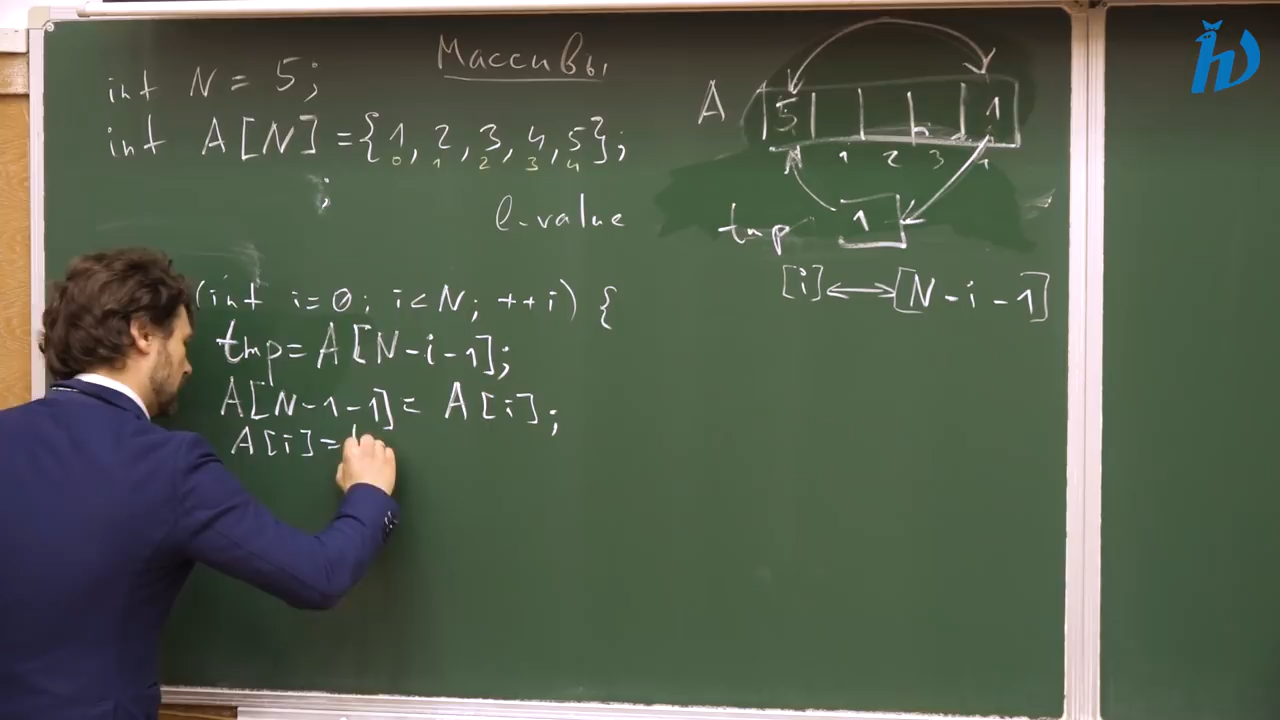 Массивы
int N = 5;
int A[N] = {1, 2, 3, 4, 5};
0 1 2 3 4
;
l-value
(int i=0; i<N; ++i) {
tmp = A[N-i-1];
A[N-1-1] = A[i];
A[i] = t
A 5 1
1 2 3
tmp 1
[i]↔[N-i-1]